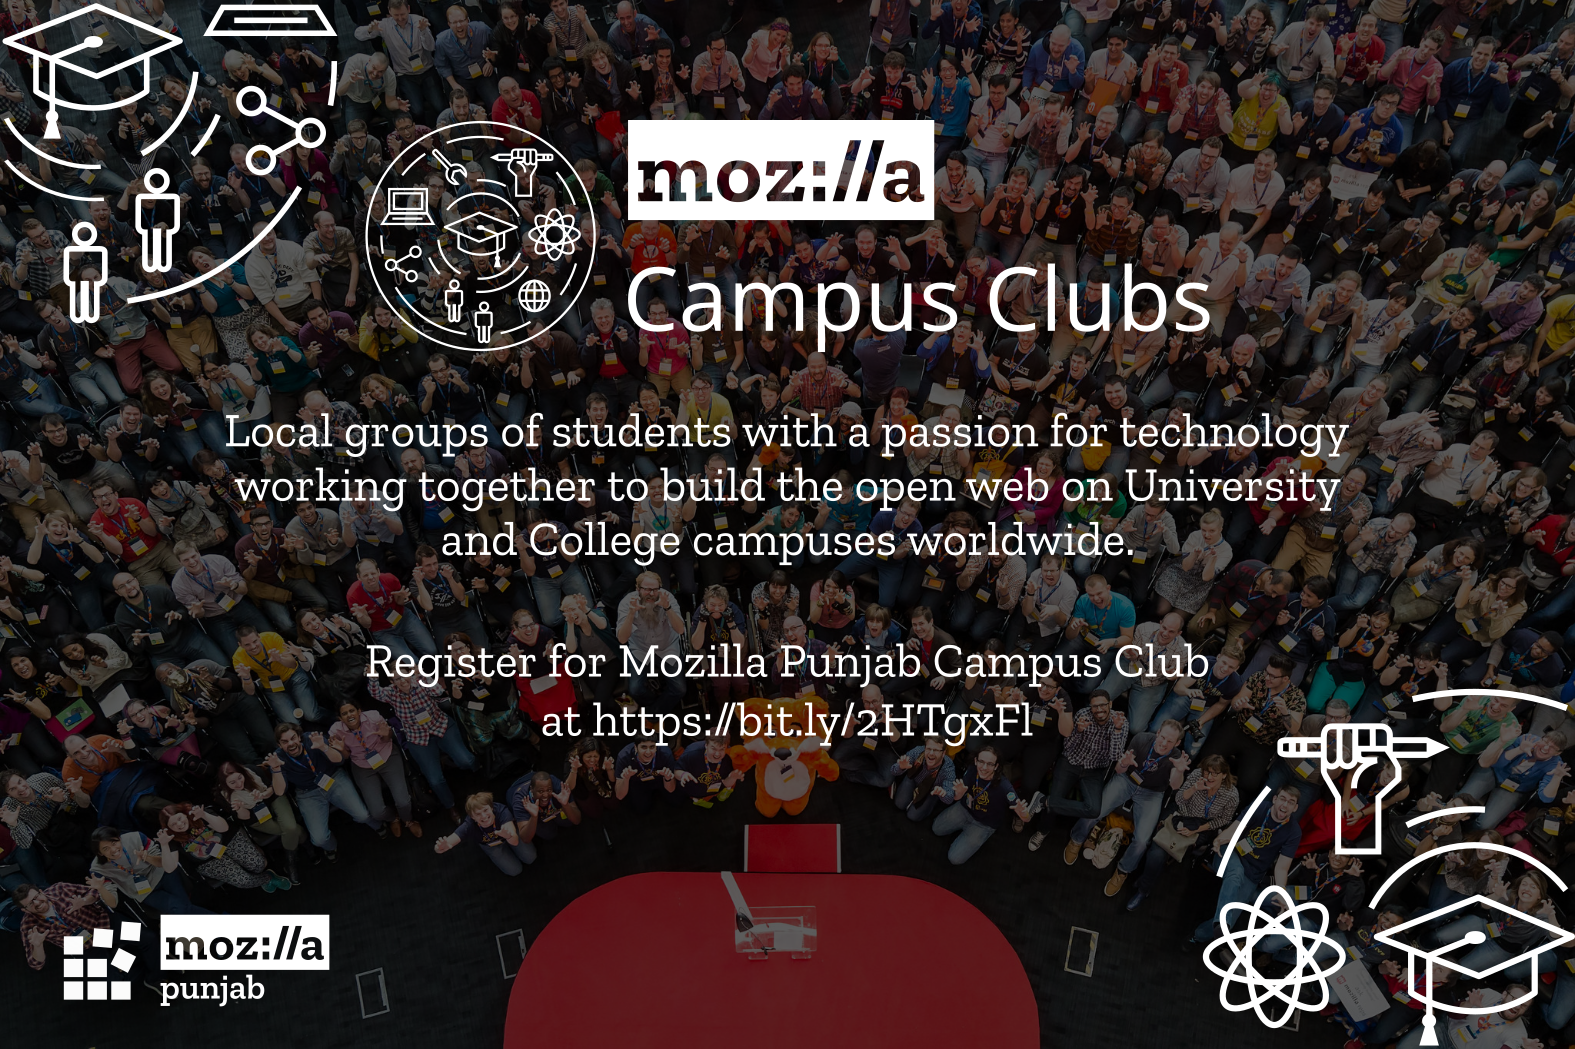 moz://a
Campus Clubs
Local groups of students with a passion for technology
working together to build the open web on University
and College campuses worldwide.
Register for Mozilla Punjab Campus Club
at https://bit.ly/2HTgxFl
moz://a
punjab